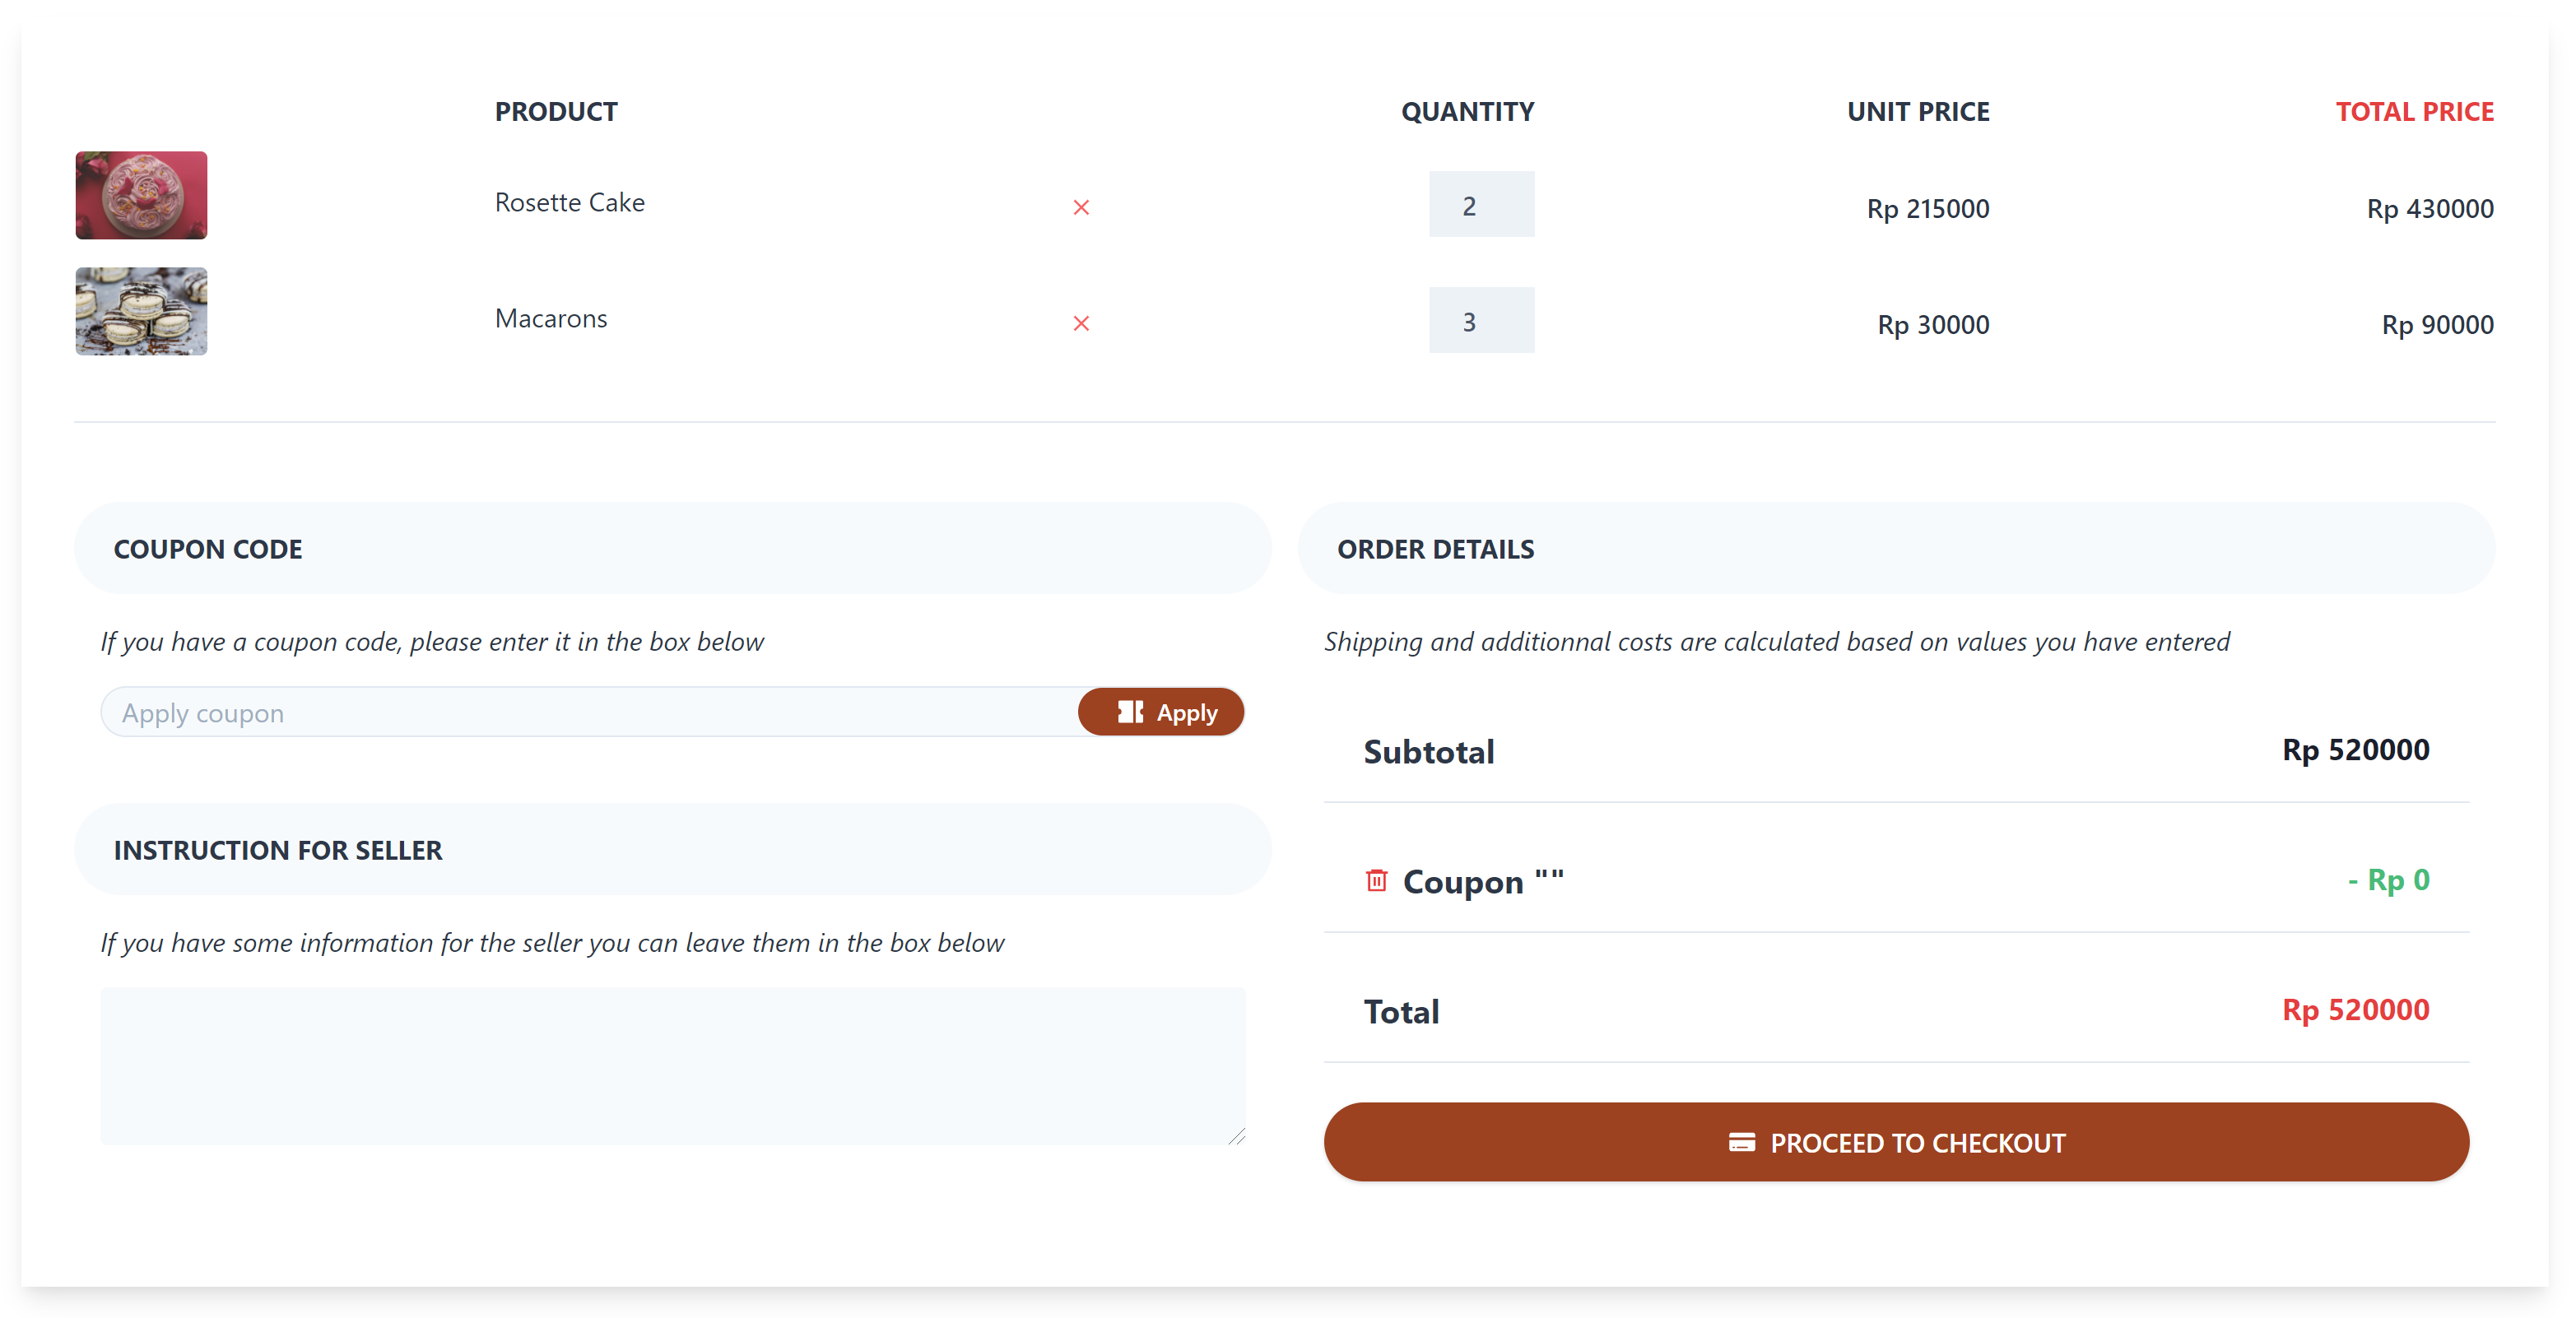 PRODUCT QUANTITY UNIT PRICE TOTAL PRICE
Rosette Cake 2 Rp 215000 Rp 430000
Macarons 3 Rp 30000 Rp 90000
COUPON CODE
If you have a coupon code, please enter it in the box below
Apply coupon Apply
INSTRUCTION FOR SELLER
If you have some information for the seller you can leave them in the box below
ORDER DETAILS
Shipping and additionnal costs are calculated based on values you have entered
Subtotal Rp 520000
Coupon "" - Rp 0
Total Rp 520000
PROCEED TO CHECKOUT